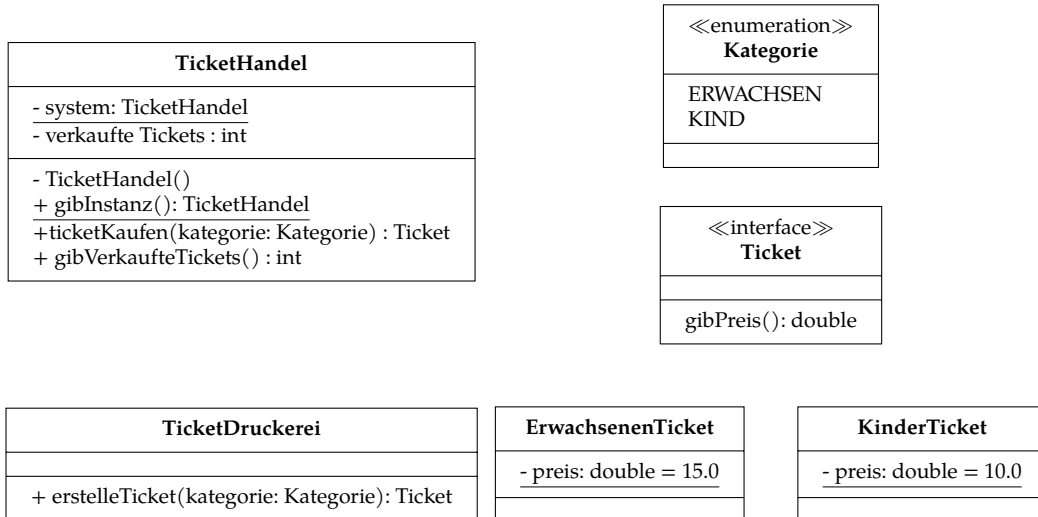 TicketHandel
- system: TicketHandel
- verkaufte Tickets : int
- TicketHandel()
+ gibInstanz(): TicketHandel
+ticketKaufen(kategorie: Kategorie) : Ticket
+ gibVerkaufteTickets() : int
≪enumeration≫
Kategorie
ERWACHSEN
KIND
≪interface≫
Ticket
gibPreis(): double
TicketDruckerei
+ erstelleTicket(kategorie: Kategorie): Ticket
ErwachsenenTicket
- preis: double = 15.0
KinderTicket
- preis: double = 10.0